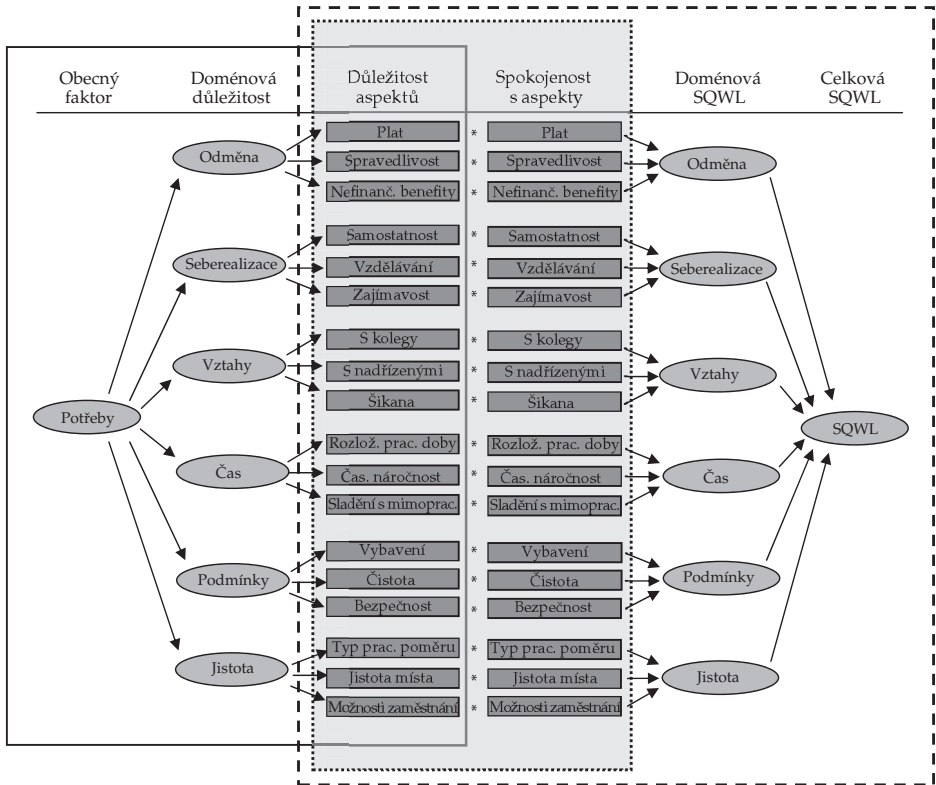 Obecný
faktor
Doménová
důležitost
Důležitost
aspektů
Spokojenost
s aspekty
Doménová
SQWL
Celková
SQWL
Potřeby
Odměna
Plat * Plat
Spravedlivost * Spravedlivost
Nefinanč. benefity * Nefinanč. benefity
Odměna
Seberealizace
Samostatnost * Samostatnost
Vzdělávání * Vzdělávání
Zajímavost * Zajímavost
Seberealizace
Vztahy
S kolegy * S kolegy
S nadřízenými * S nadřízenými
Šikana * Šikana
Vztahy
Čas
Rozlož. prac. doby * Rozlož. prac. doby
Čas. náročnost * Čas. náročnost
Sladění s mimoprac. * Sladění s mimoprac.
Čas
Podmínky
Vybavení * Vybavení
Čistota * Čistota
Bezpečnost * Bezpečnost
Podmínky
Jistota
Typ prac. poměru * Typ prac. poměru
Jistota místa * Jistota místa
Možnosti zaměstnání * Možnosti zaměstnání
Jistota
SQWL